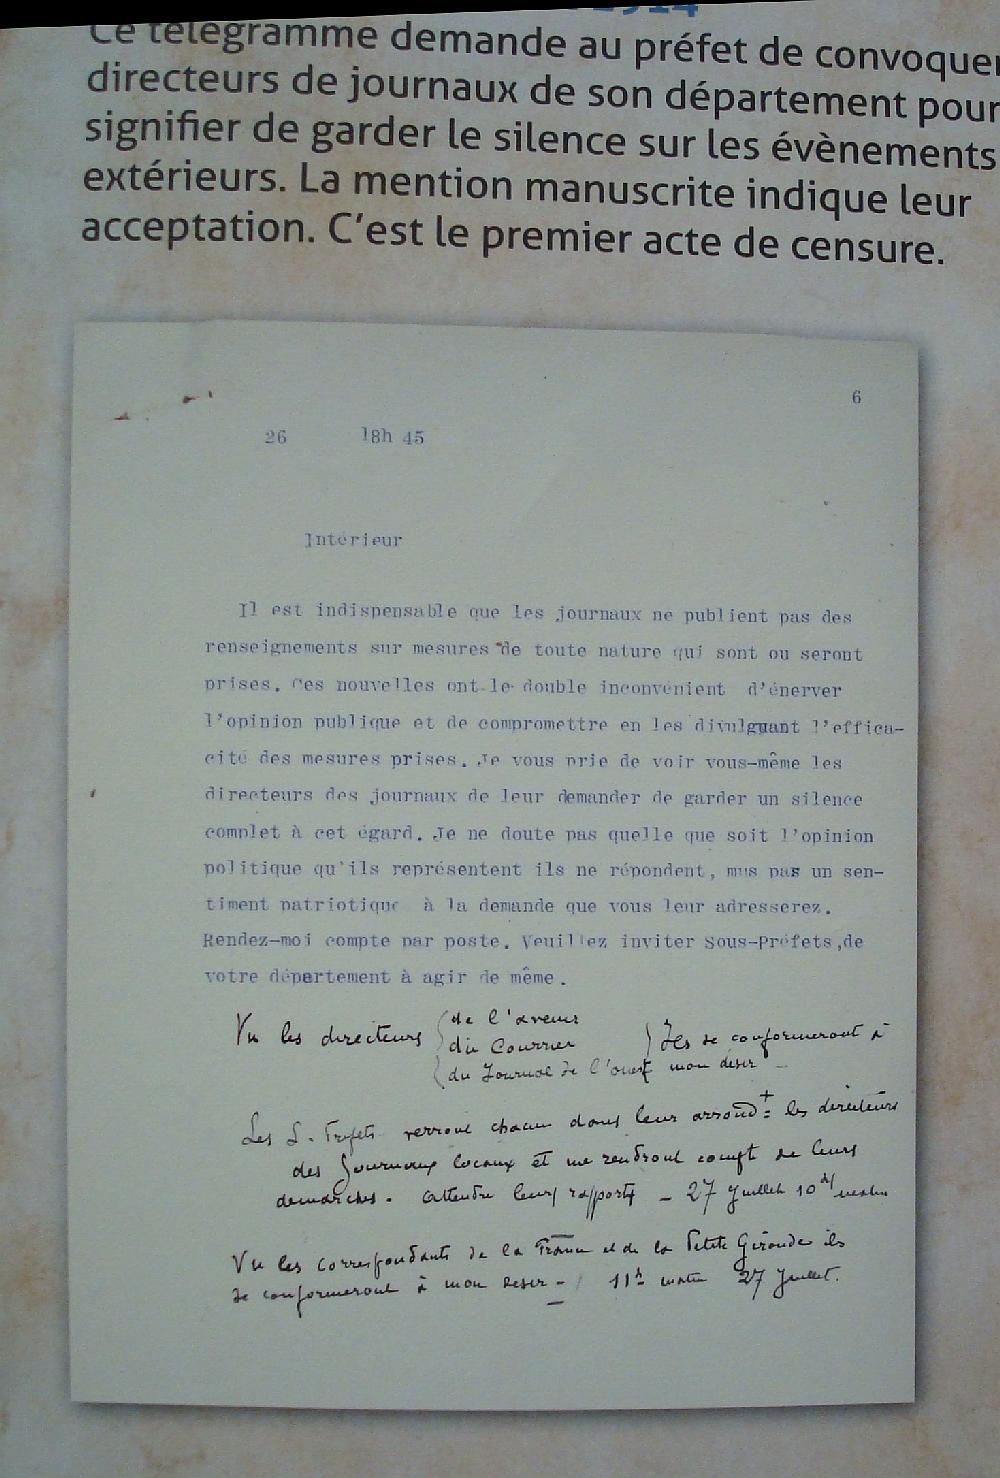 1914
Ce télégramme demande au préfet de convoquer
directeurs de journaux de son département pour
signifier de garder le silence sur les évènements
extérieurs. La mention manuscrite indique leur
acceptation. C’est le premier acte de censure.
6
26 18h 45
Intérieur
Il est indispensable que les journaux ne publient pas des
renseignements sur mesures de toute nature qui sont ou seront
prises. Ces nouvelles ont le double inconvénient d'énerver
l'opinion publique et de compromettre en les divulguant l'effica-
cité des mesures prises. Je vous prie de voir vous-même les
directeurs des journaux de leur demander de garder un silence
complet à cet égard. Je ne doute pas quelle que soit l'opinion
politique qu'ils représentent ils ne répondent, mus pas un sen-
timent patriotique à la demande que vous leur adresserez.
Rendez-moi compte par poste. Veuillez inviter Sous-Préfets,de
votre département à agir de même.
Vu les directeurs
de l'avenir
du Courrier
du Journal de l'ouest
Ils se conformeront à
mon désir -
Les S. Préfets verront chacun dans leur arrond+ les directeurs
des Journaux locaux et me rendront compte de leurs
démarches. attendre leurs rapports - 27 Juillet 10h matin
Vu les correspondants de la France et de la Petite Gironde ils
se conformeront à mon désir - 11h matin 27 Juillet.